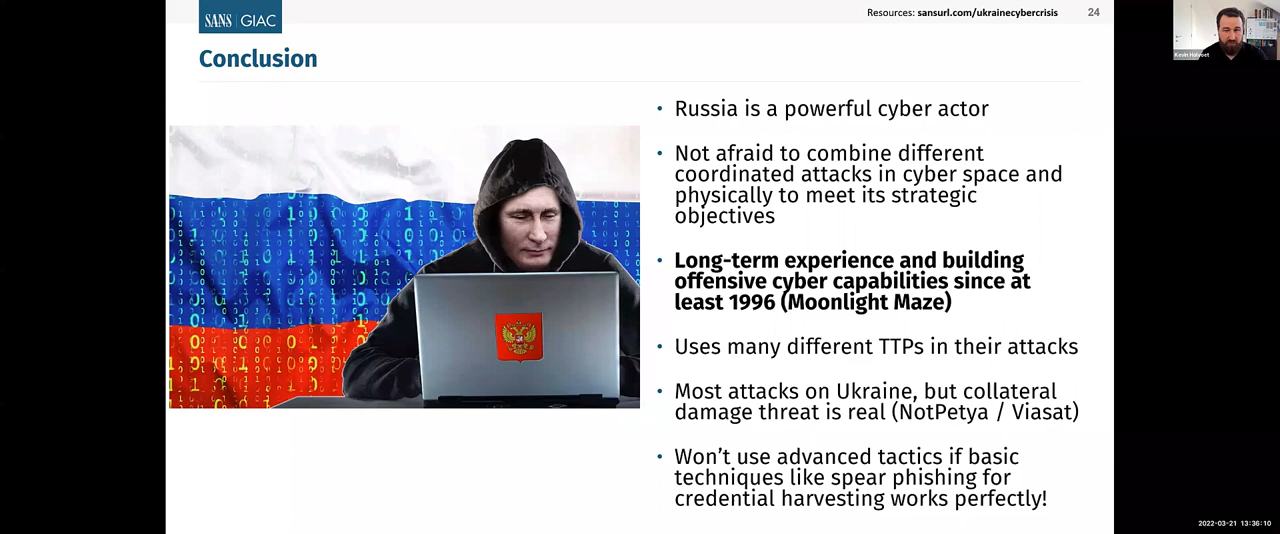 SANS | GIAC
Resources: sansurl.com/ukrainecybercrisis
24
Kevin Holvoet
Conclusion
• Russia is a powerful cyber actor
• Not afraid to combine different
coordinated attacks in cyber space and
physically to meet its strategic
objectives
• Long-term experience and building
offensive cyber capabilities since at
least 1996 (Moonlight Maze)
• Uses many different TTPs in their attacks
• Most attacks on Ukraine, but collateral
damage threat is real (NotPetya / Viasat)
• Won’t use advanced tactics if basic
techniques like spear phishing for
credential harvesting works perfectly!
2022-03-21 13:36:10